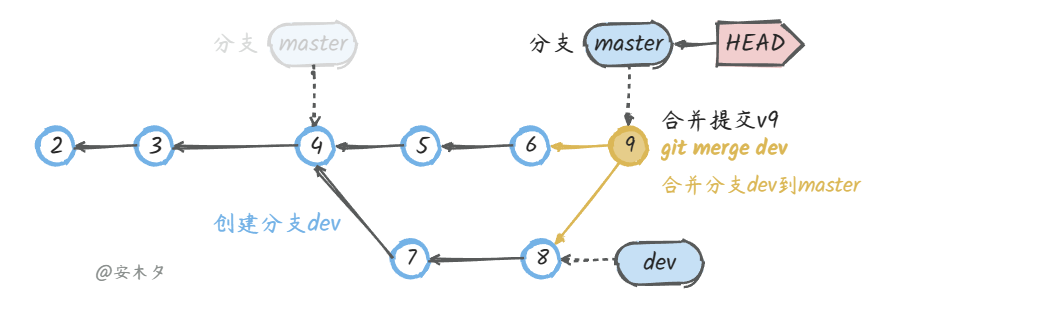 分支 master
分支 master HEAD
合并提交v9
2 3 4 5 6 9
git merge dev
合并分支dev到master
创建分支dev
7 8 dev
@安木夕